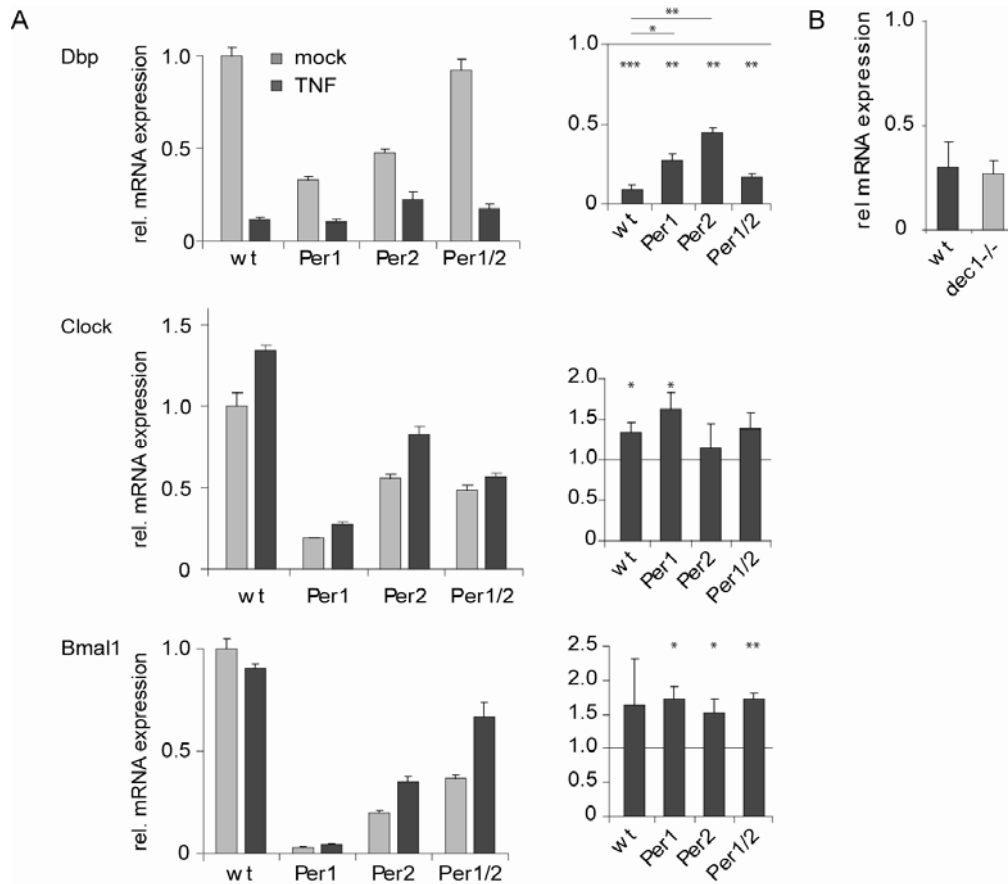 A
Dbp
rel. mRNA expression
1.0
0.5
0
mock
TNF
wt Per1 Per2 Per1/2
**
*
*** ** ** **
1.0
0.5
0
wt Per1 Per2 Per1/2
B
rel mRNA expression
1.0
0.5
0
wt dec1-/-
Clock
rel. mRNA expression
1.5
1.0
0.5
0
wt Per1 Per2 Per1/2
* *
2.0
1.5
1.0
0.5
0
wt Per1 Per2 Per1/2
Bmal1
rel. mRNA expression
1.0
0.5
0
wt Per1 Per2 Per1/2
* * **
2.5
2.0
1.5
1.0
0.5
0
wt Per1 Per2 Per1/2